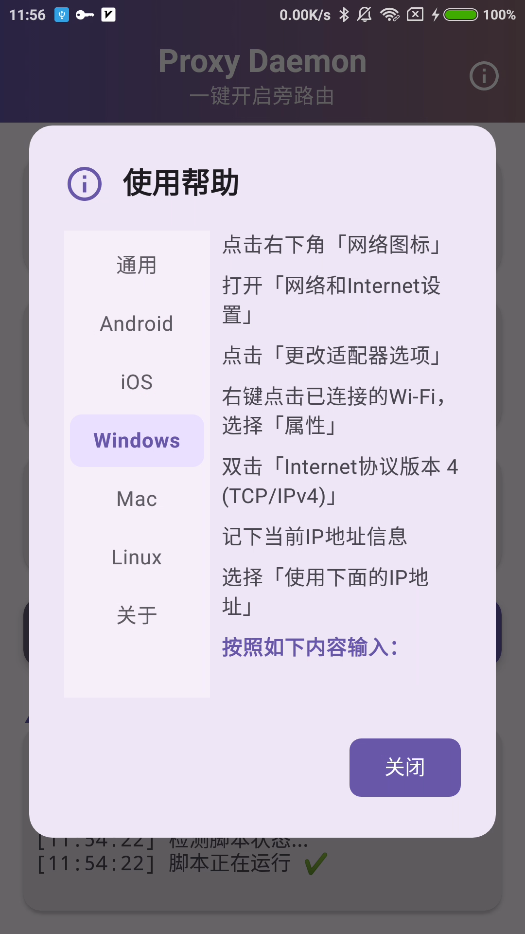 11:56
0.00K/s
100%
Proxy Daemon
一键开启旁路由
使用帮助
通用
Android
iOS
Windows
Mac
Linux
关于
点击右下角「网络图标」
打开「网络和Internet设
置」
点击「更改适配器选项」
右键点击已连接的Wi-Fi，
选择「属性」
双击「Internet协议版本 4
(TCP/IPv4)」
记下当前IP地址信息
选择「使用下面的IP地
址」
按照如下内容输入：
关闭
[11:54:22] 检测脚本状态...
[11:54:22] 脚本正在运行 ✔